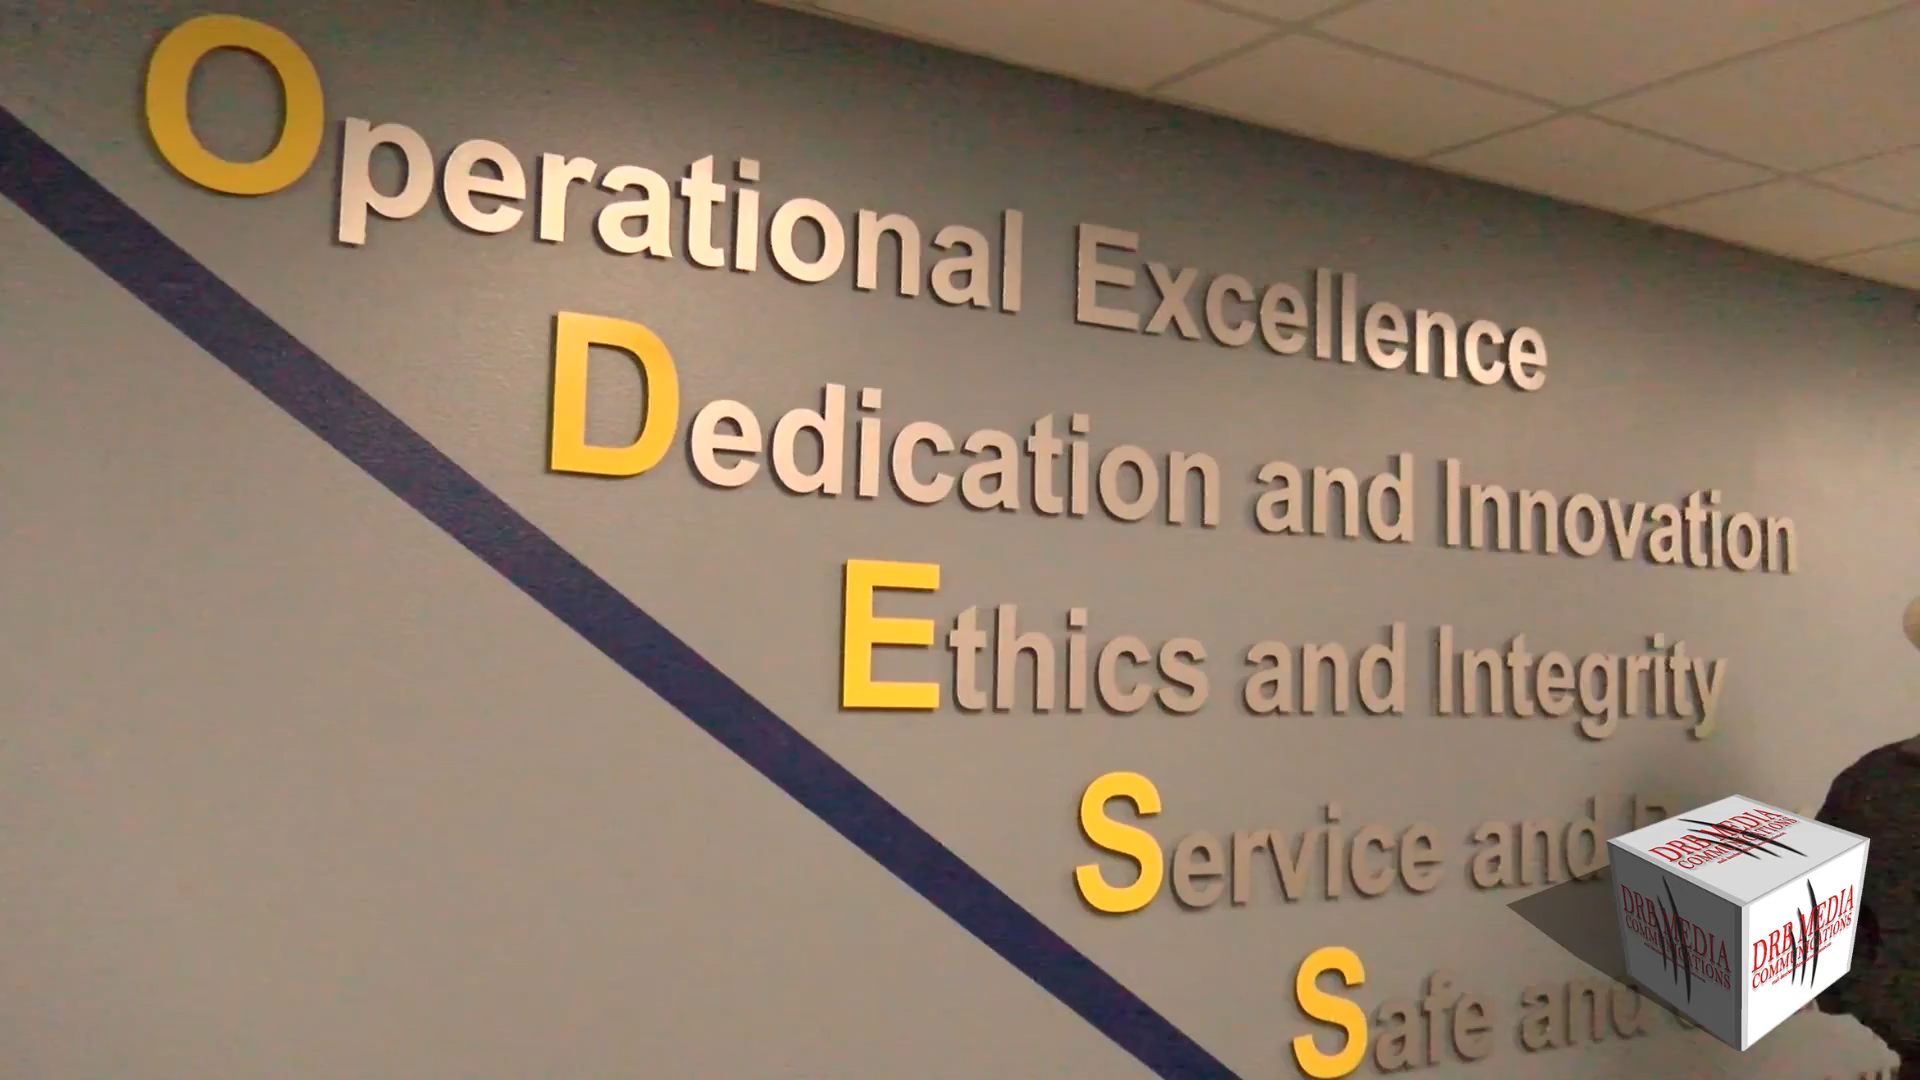 Operational Excellence
Dedication and Innovation
Ethics and Integrity
Service and
Safe and
DRB MEDIA
COMMUNICATIONS
DRB MEDIA
COMMUNICATIONS
DRB MEDIA
COMMUNICATIONS